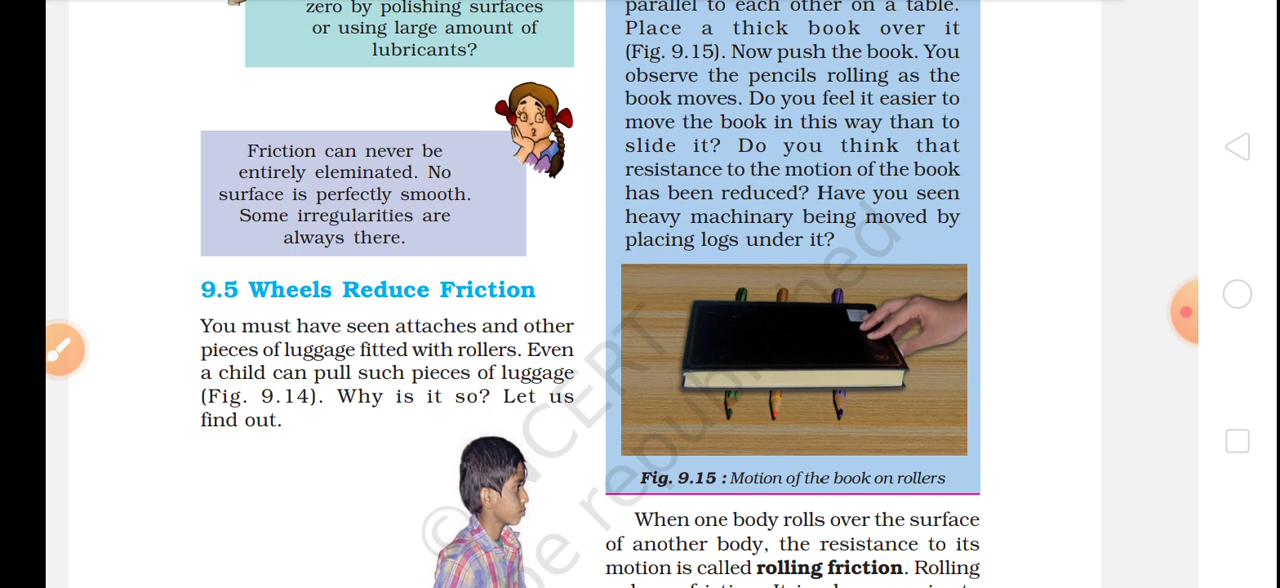 zero by polishing surfaces
or using large amount of
lubricants?
Friction can never be
entirely eleminated. No
surface is perfectly smooth.
Some irregularities are
always there.
9.5 Wheels Reduce Friction
You must have seen attaches and other
pieces of luggage fitted with rollers. Even
a child can pull such pieces of luggage
(Fig. 9.14). Why is it so? Let us
find out.
parallel to each other on a table.
Place a thick book over it
(Fig. 9.15). Now push the book. You
observe the pencils rolling as the
book moves. Do you feel it easier to
move the book in this way than to
slide it? Do you think that
resistance to the motion of the book
has been reduced? Have you seen
heavy machinary being moved by
placing logs under it?
Fig. 9.15 : Motion of the book on rollers
When one body rolls over the surface
of another body, the resistance to its
motion is called rolling friction. Rolling
© NCERT
be republished